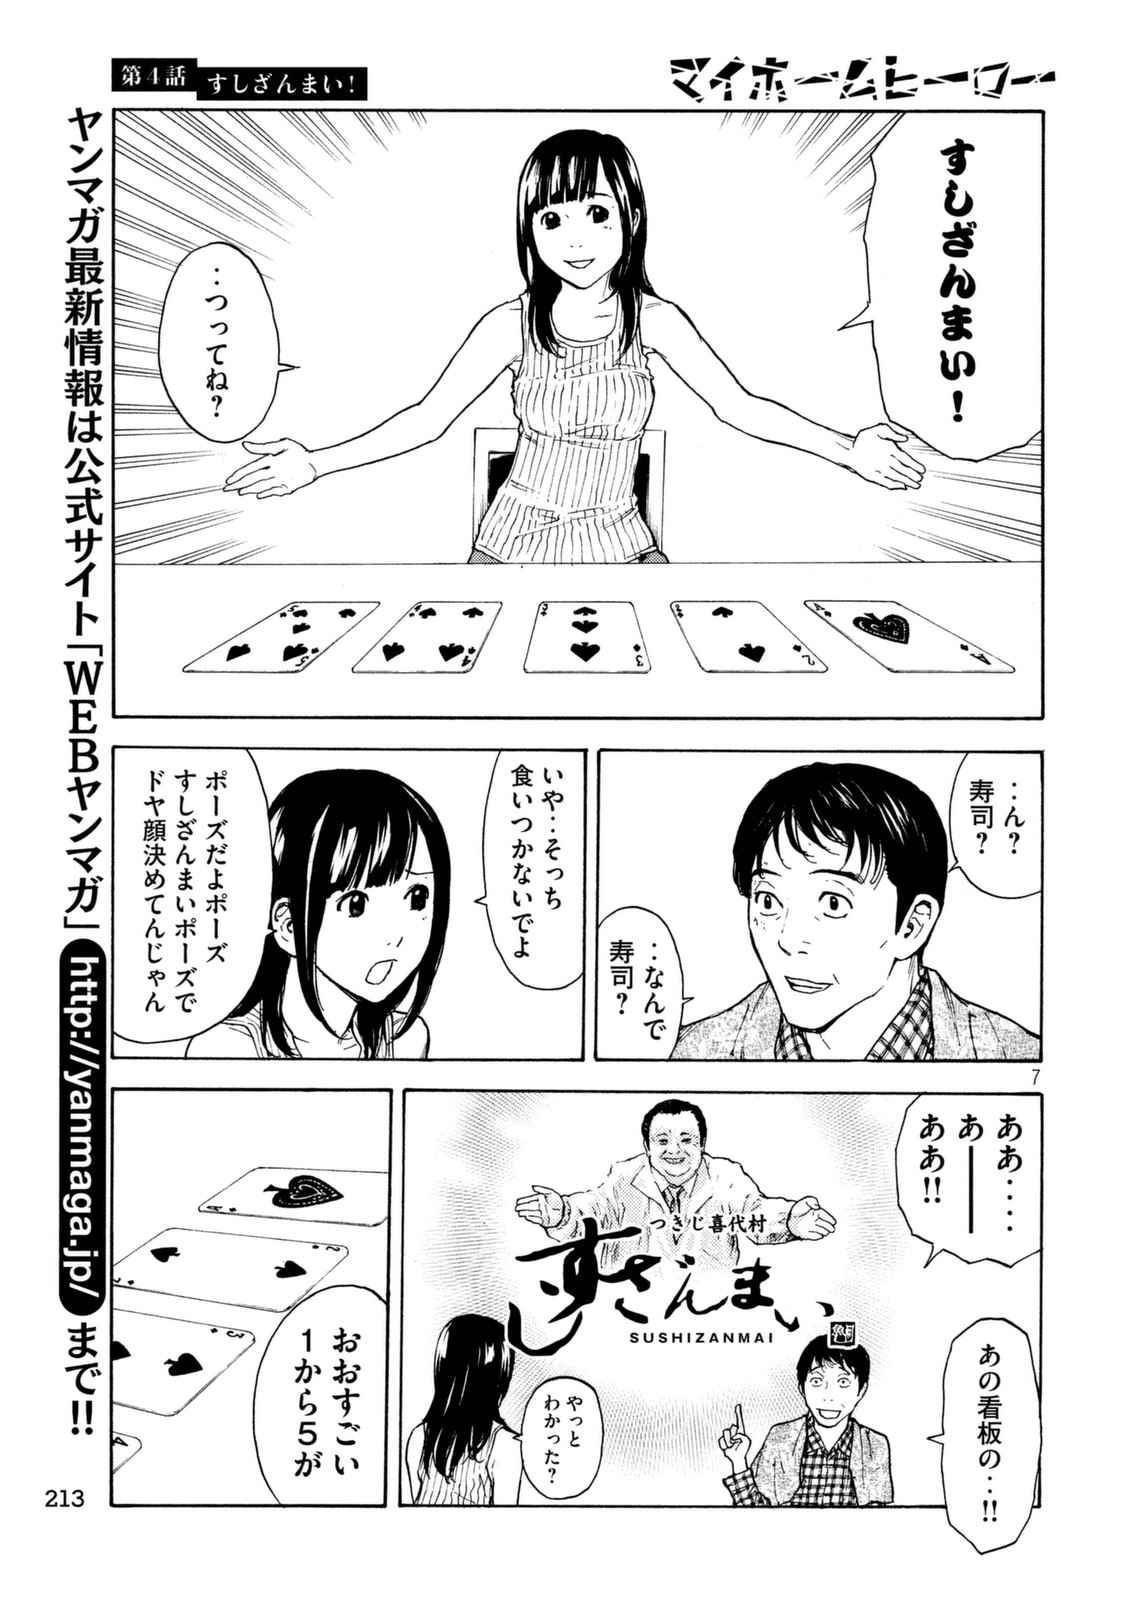 第4話
すしざんまい！
マイホームヒーロー
すしざんまい！
‥つってね？
‥ん？
寿司？
‥なんで
寿司？
いや‥そっち
食いつかないでよ
ポーズだよポーズ
すしざんまいポーズで
ドヤ顔決めてんじゃん
7
ああ‥‥
あ――
ああ!!
つきじ喜代村
すしざんまい
SUSHIZANMAI
あの看板の‥!!
やっと
わかった？
おおすごい
1から5が
ヤンマガ最新情報は公式サイト「WEBヤンマガ」http://yanmaga.jp/まで!!
213